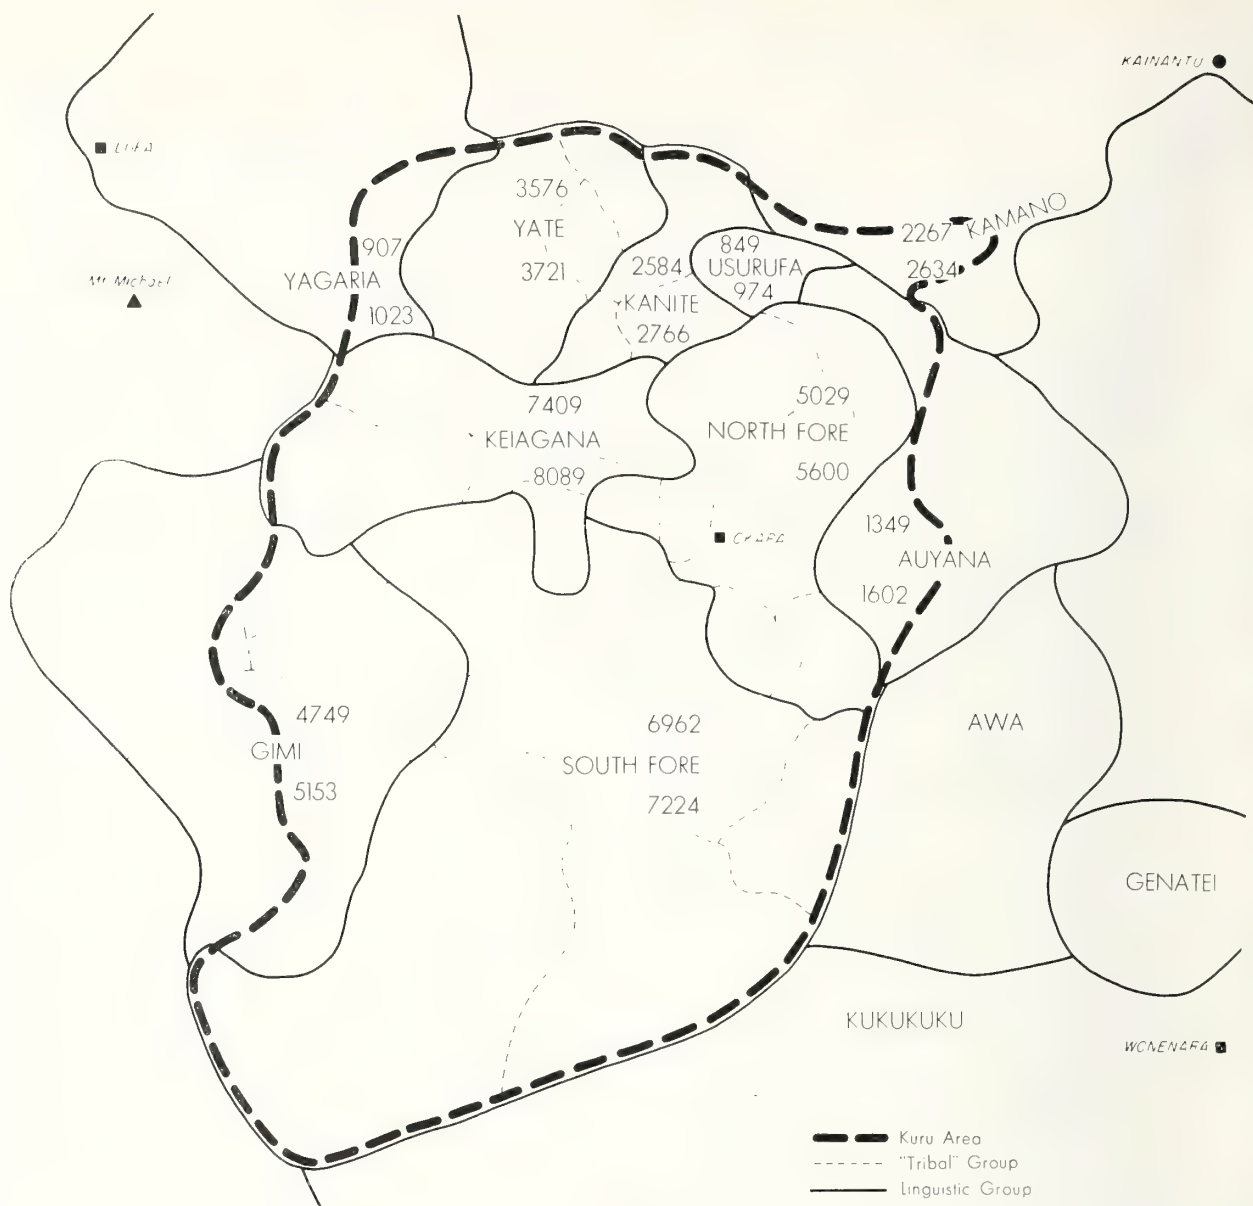 KAINANTU
LUFA
3576
YATE
3721
2267 KAMANO
2634
907
YAGARIA
1023
849
USURUFA
974
2584
KANITE
2766
Mt. Michael
7409
KEIAGANA
8089
5029
NORTH FORE
5600
OKAPA
1349
AUYANA
1602
4749
GIMI
5153
6962
SOUTH FORE
7224
AWA
GENATEI
KUKUKUKU
WONENARA
Kuru Area
"Tribal" Group
Linguistic Group